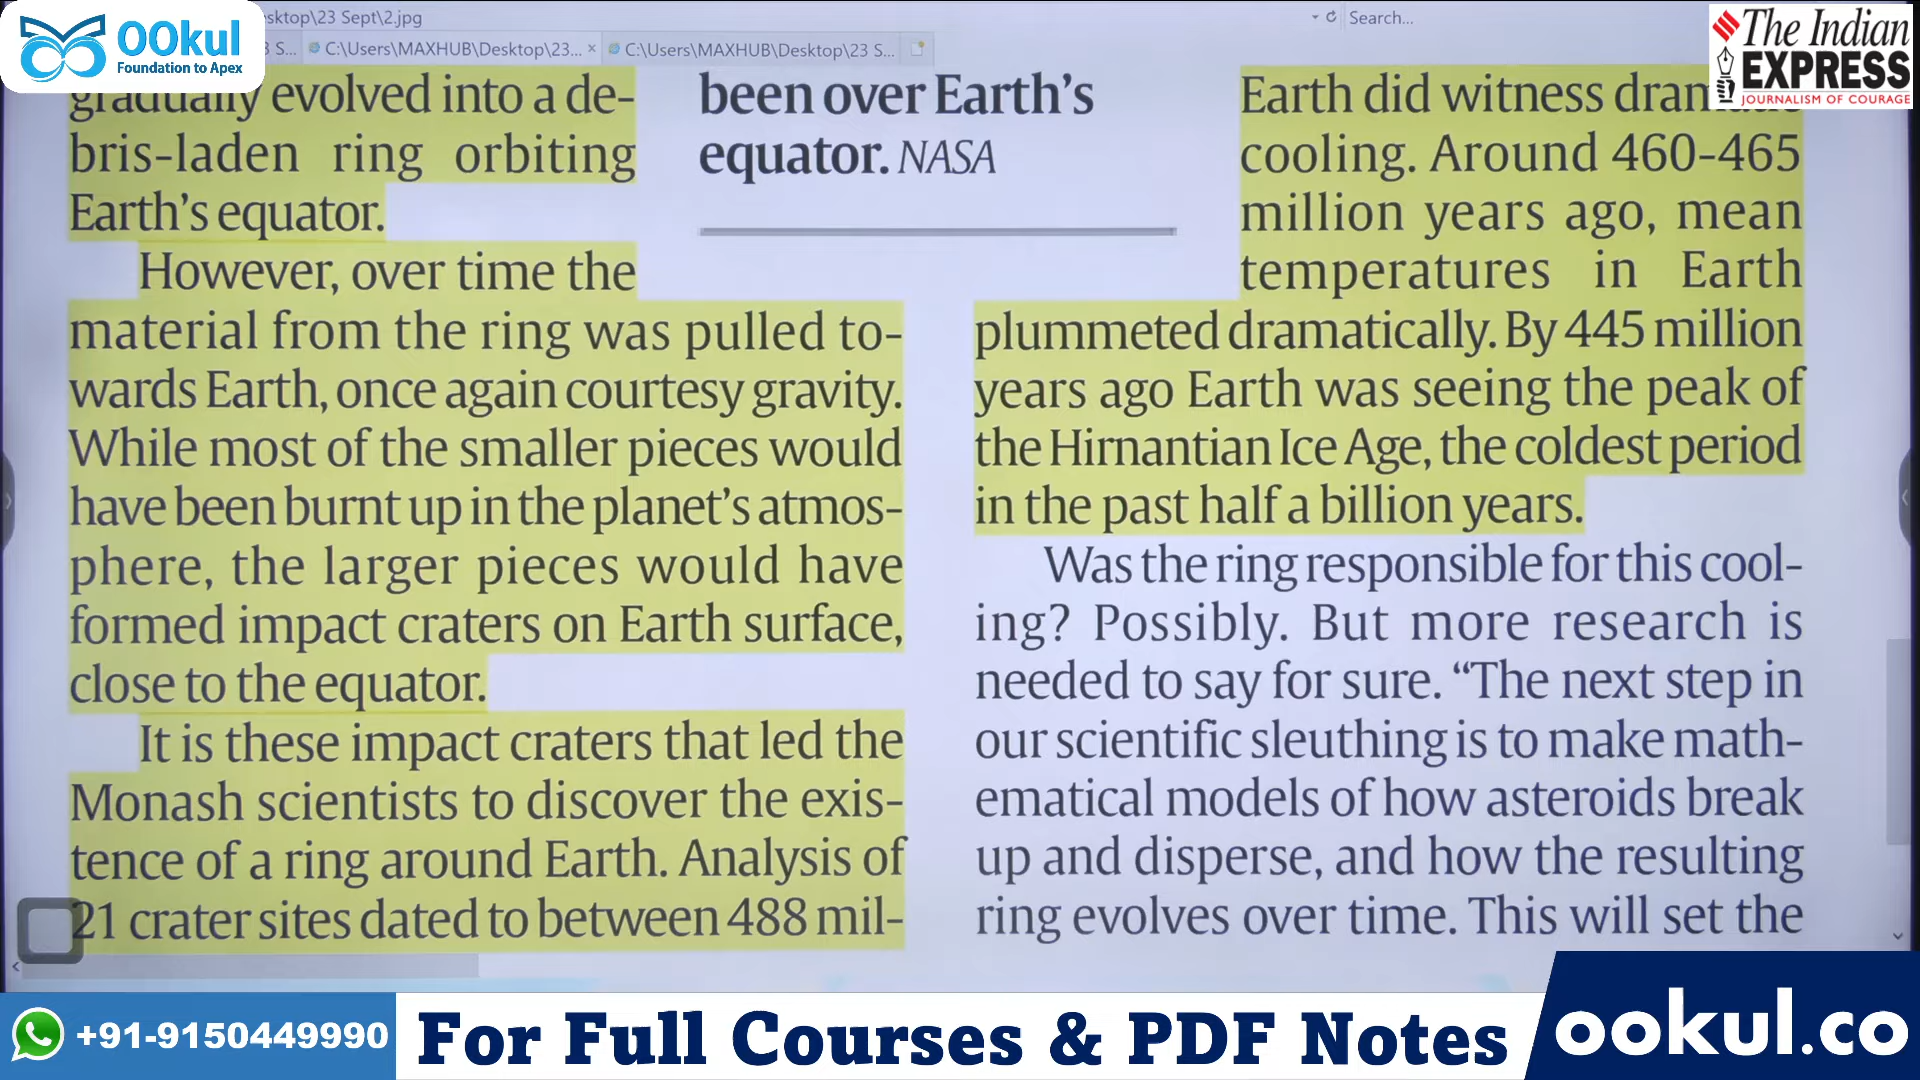 OOkul
Foundation to Apex
sktop\23 Sept\2.jpg
Search...
The Indian
EXPRESS
JOURNALISM OF COURAGE
3 S...
C:\Users\MAXHUB\Desktop\23...
C:\Users\MAXHUB\Desktop\23 S...
gradually evolved into a de-
bris-laden ring orbiting
Earth's equator.
However, over time the
material from the ring was pulled to-
wards Earth, once again courtesy gravity.
While most of the smaller pieces would
have been burnt up in the planet's atmos-
phere, the larger pieces would have
formed impact craters on Earth surface,
close to the equator.
It is these impact craters that led the
Monash scientists to discover the exis-
tence of a ring around Earth. Analysis of
21 crater sites dated to between 488 mil-
been over Earth's
equator. NASA
Earth did witness dramatic
cooling. Around 460-465
million years ago, mean
temperatures in Earth
plummeted dramatically. By 445 million
years ago Earth was seeing the peak of
the Hirnantian Ice Age, the coldest period
in the past half a billion years.
Was the ring responsible for this cool-
ing? Possibly. But more research is
needed to say for sure. “The next step in
our scientific sleuthing is to make math-
ematical models of how asteroids break
up and disperse, and how the resulting
ring evolves over time. This will set the
+91-9150449990
For Full Courses & PDF Notes
ookul.co